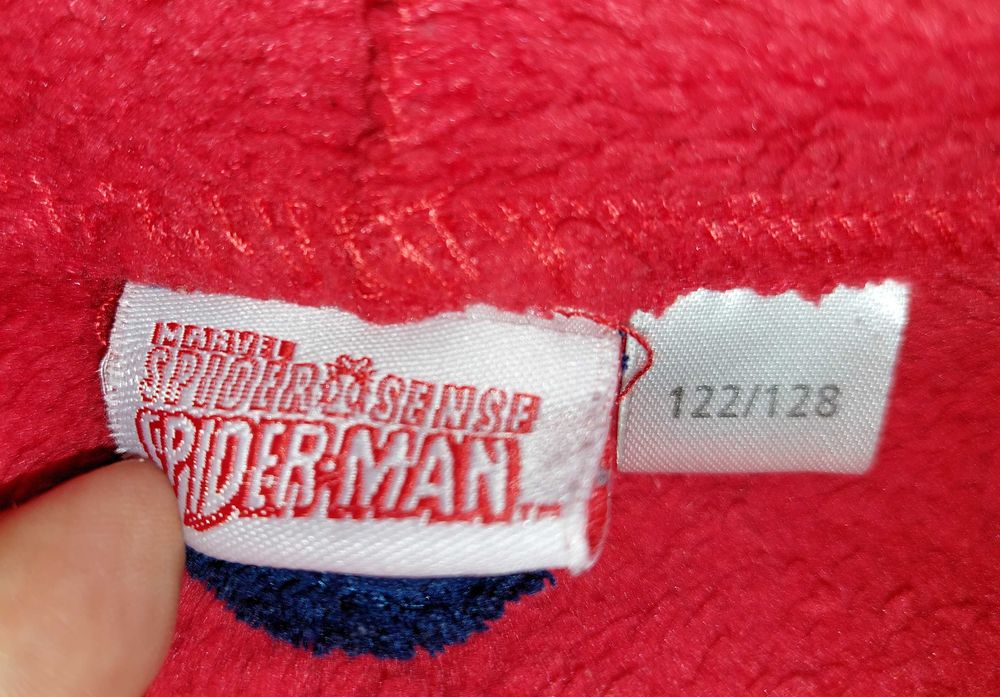 MARVEL
SPIDER SENSE
SPIDER-MAN
122/128